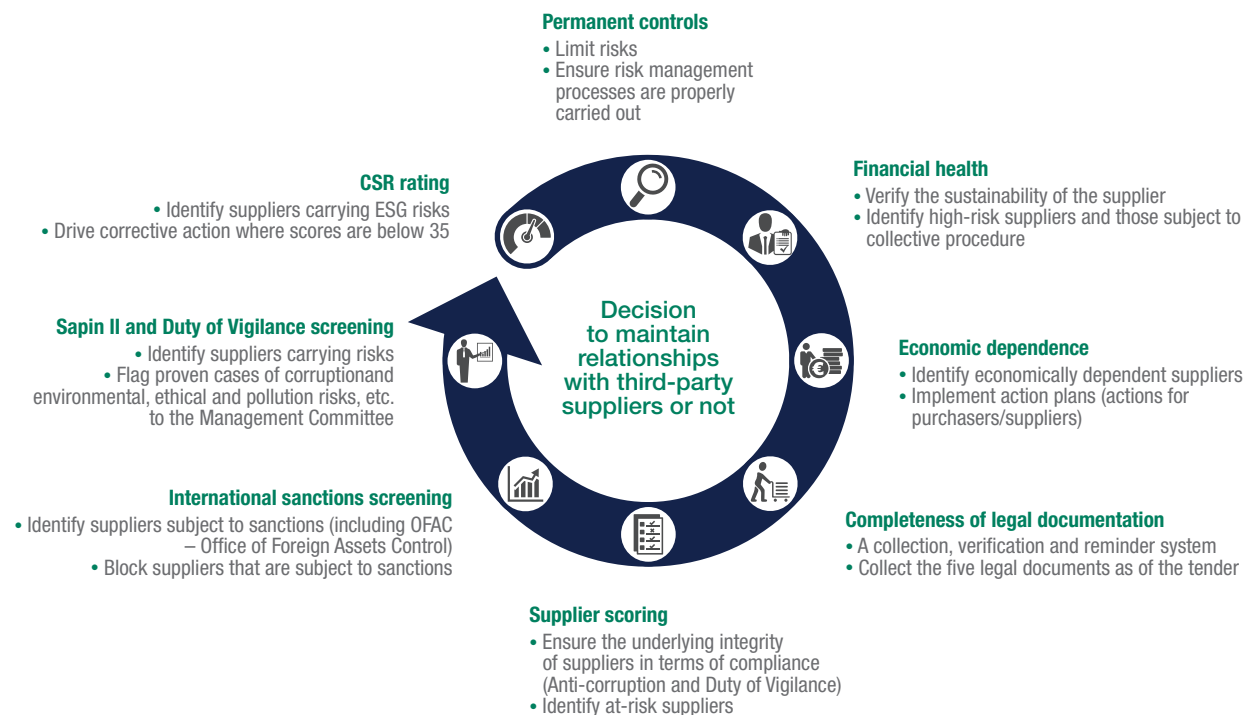 Permanent controls
• Limit risks
• Ensure risk management
processes are properly
carried out
Financial health
• Verify the sustainability of the supplier
• Identify high-risk suppliers and those subject to
collective procedure
Economic dependence
• Identify economically dependent suppliers
• Implement action plans (actions for
purchasers/suppliers)
Completeness of legal documentation
• A collection, verification and reminder system
• Collect the five legal documents as of the tender
Supplier scoring
• Ensure the underlying integrity
of suppliers in terms of compliance
(Anti-corruption and Duty of Vigilance)
• Identify at-risk suppliers
International sanctions screening
• Identify suppliers subject to sanctions (including OFAC
– Office of Foreign Assets Control)
• Block suppliers that are subject to sanctions
Sapin II and Duty of Vigilance screening
• Identify suppliers carrying risks
• Flag proven cases of corruptionand
environmental, ethical and pollution risks, etc.
to the Management Committee
CSR rating
• Identify suppliers carrying ESG risks
• Drive corrective action where scores are below 35
Decision
to maintain
relationships
with third-party
suppliers or not